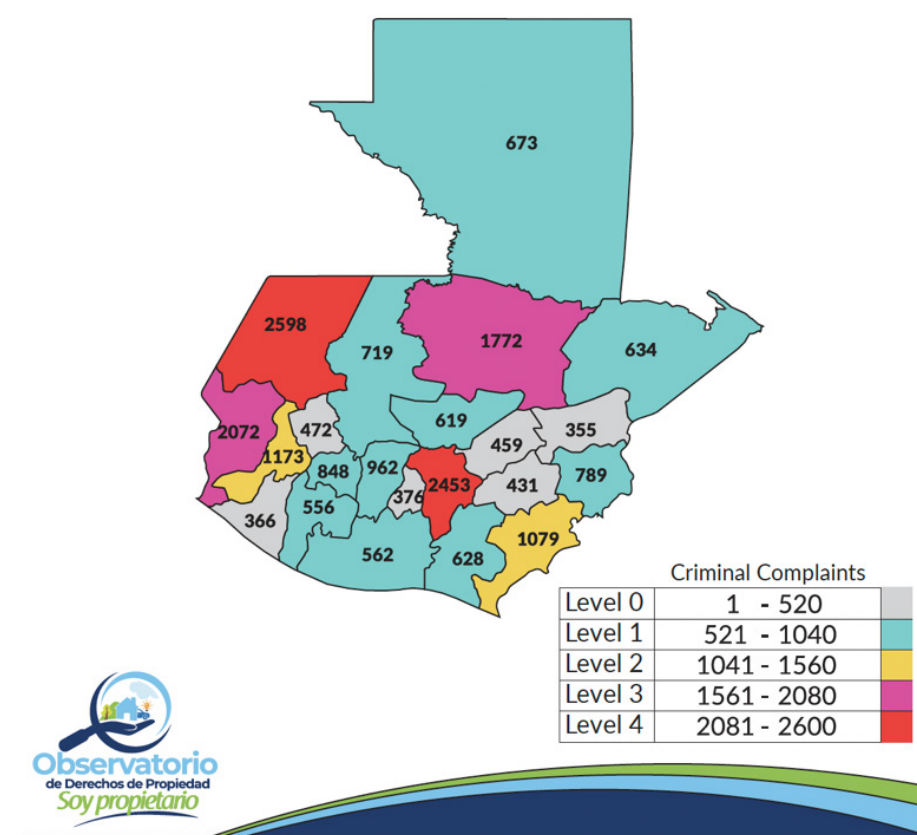 673
2598
719
1772
634
2072
472
619
355
1173
459
848
962
789
376
2453
431
366
556
562
628
1079
Criminal Complaints
Level 0 1 - 520
Level 1 521 - 1040
Level 2 1041 - 1560
Level 3 1561 - 2080
Level 4 2081 - 2600
Observatorio
de Derechos de Propiedad
Soy propietario